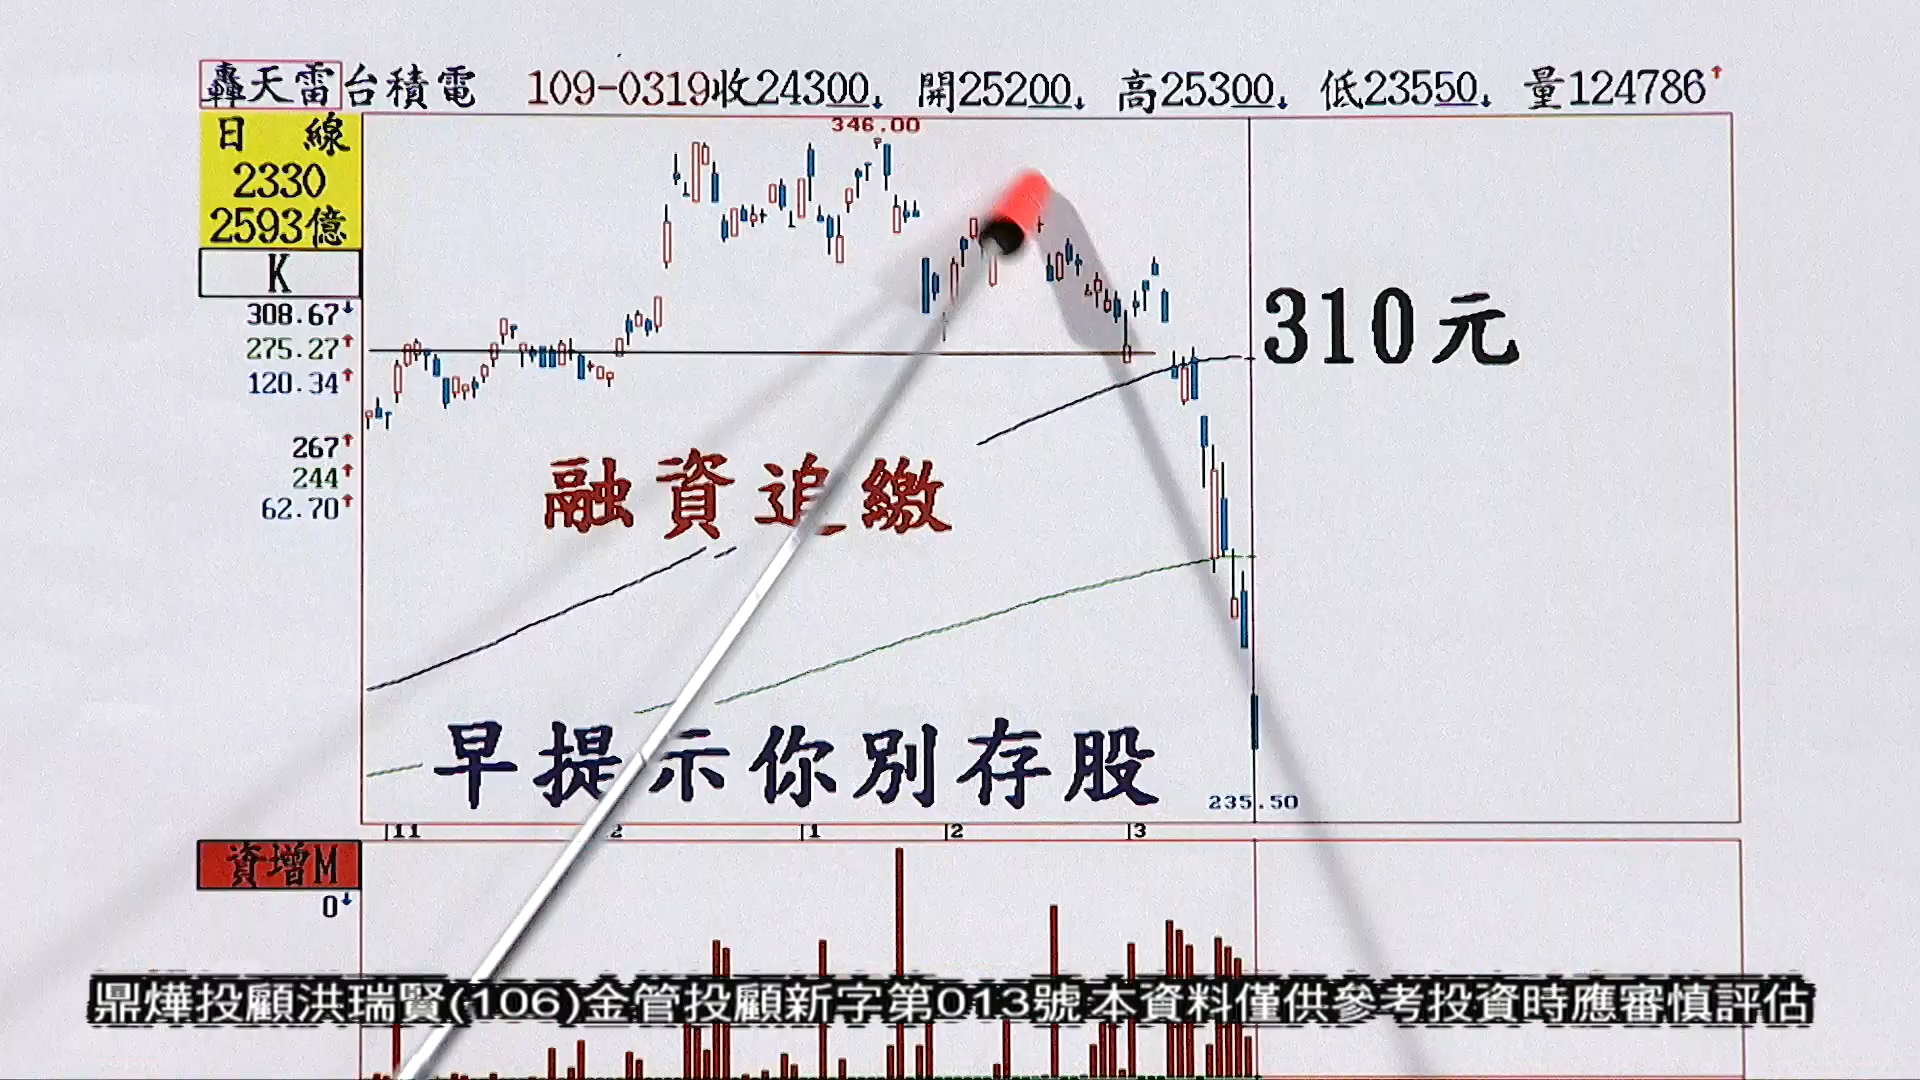 轟天雷台積電 109-0319收24300↓ 開25200↓ 高25300↓ 低23550↓ 量124786↑
日線
2330
2593億
K
308.67↓
275.27↑
120.34↑
267↑
244↑
62.70↑
346.00
310元
融資追繳
早提示你別存股
235.50
11 2 1 2 3
資增M
0↓
鼎燁投顧洪瑞賢(106)金管投顧新字第013號 本資料僅供參考投資時應審慎評估